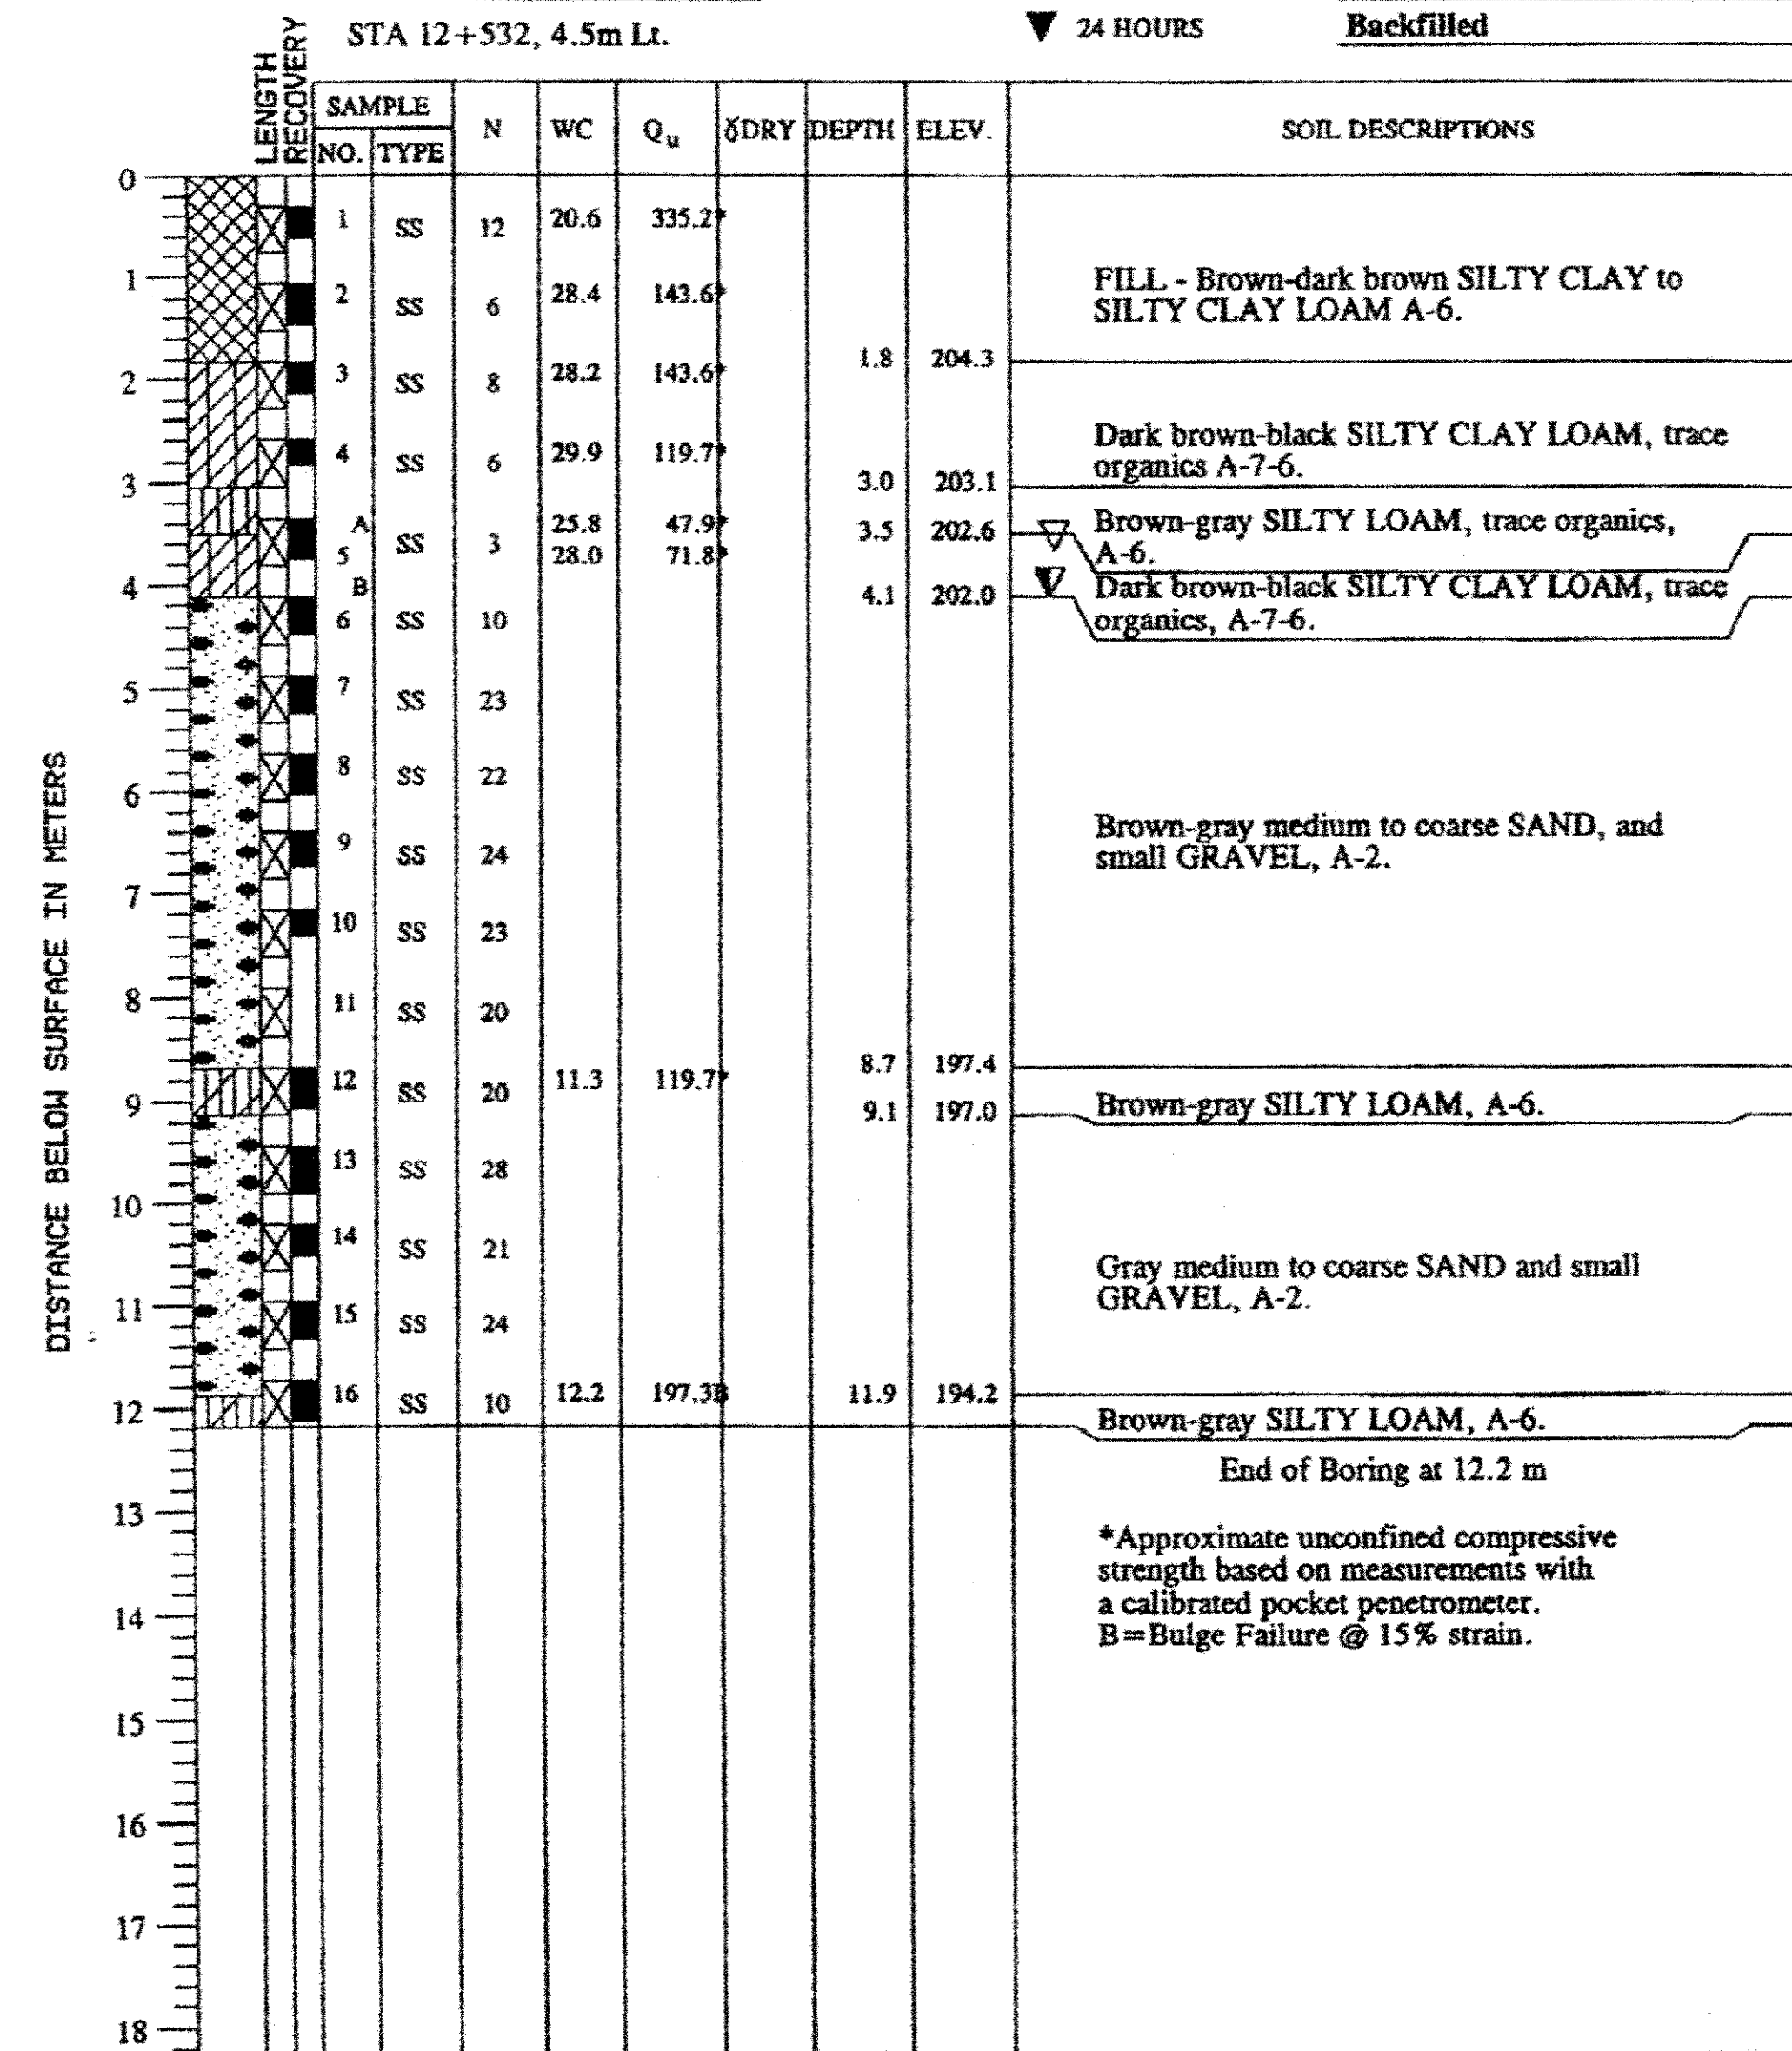 STA 12+532, 4.5m Lt.
▼ 24 HOURS Backfilled
LENGTH
RECOVERY
SAMPLE
NO. TYPE N WC Qu ɣDRY DEPTH ELEV. SOIL DESCRIPTIONS
DISTANCE BELOW SURFACE IN METERS
0
1 SS 12 20.6 335.2*
1
FILL - Brown-dark brown SILTY CLAY to
SILTY CLAY LOAM A-6.
2 SS 6 28.4 143.6*
1.8 204.3
3 SS 8 28.2 143.6*
2
Dark brown-black SILTY CLAY LOAM, trace
organics A-7-6.
4 SS 6 29.9 119.7*
3
3.0 203.1
A 25.8 47.9*
5 SS 3 28.0 71.8*
B
3.5 202.6
Brown-gray SILTY LOAM, trace organics,
A-6.
4
4.1 202.0
Dark brown-black SILTY CLAY LOAM, trace
organics, A-7-6.
6 SS 10
5
7 SS 23
8 SS 22
6
Brown-gray medium to coarse SAND, and
small GRAVEL, A-2.
9 SS 24
7
10 SS 23
8
11 SS 20
8.7 197.4
12 SS 20 11.3 119.7*
9
9.1 197.0
Brown-gray SILTY LOAM, A-6.
13 SS 28
10
14 SS 21
Gray medium to coarse SAND and small
GRAVEL, A-2.
11
15 SS 24
16 SS 10 12.2 197.3B 11.9 194.2
12
Brown-gray SILTY LOAM, A-6.
End of Boring at 12.2 m
13
*Approximate unconfined compressive
strength based on measurements with
a calibrated pocket penetrometer.
B=Bulge Failure @ 15% strain.
14
15
16
17
18